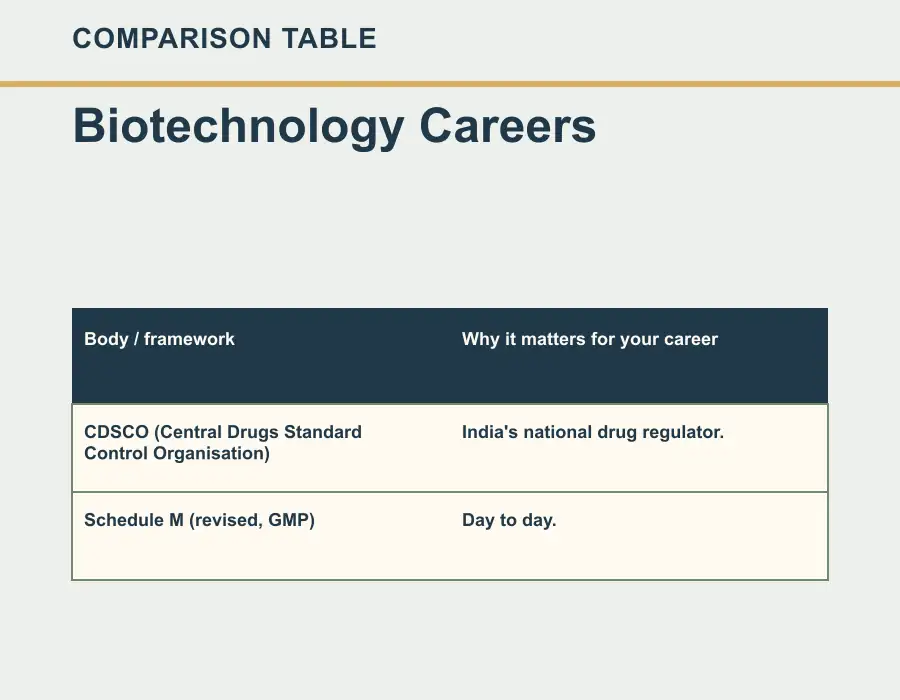 COMPARISON TABLE
Biotechnology Careers
Body / framework
Why it matters for your career
CDSCO (Central Drugs Standard
Control Organisation)
India's national drug regulator.
Schedule M (revised, GMP)
Day to day.